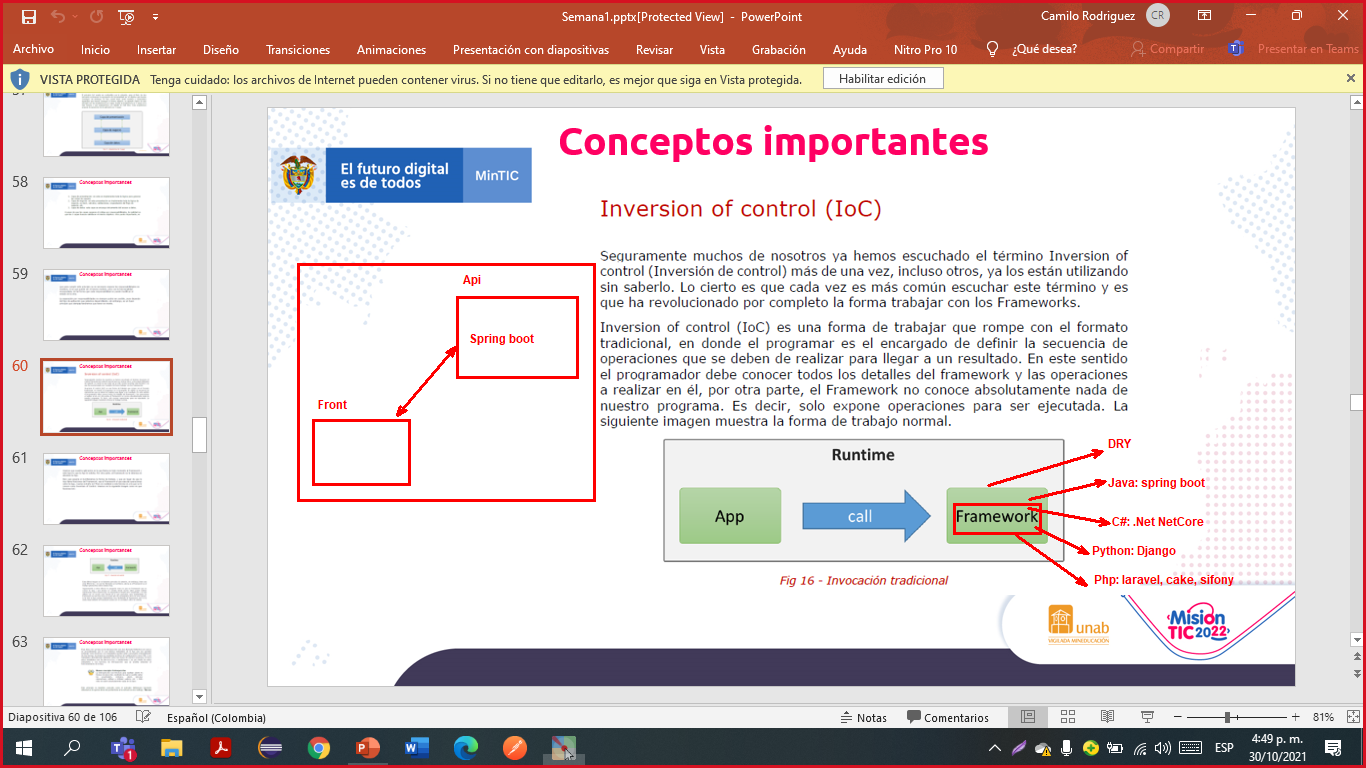 Semana1.pptx[Protected View] - PowerPoint
Camilo Rodriguez CR
Archivo Inicio Insertar Diseño Transiciones Animaciones Presentación con diapositivas Revisar Vista Grabación Ayuda Nitro Pro 10 ¿Qué desea? Compartir Presentar en Teams
VISTA PROTEGIDA Tenga cuidado: los archivos de Internet pueden contener virus. Si no tiene que editarlo, es mejor que siga en Vista protegida. Habilitar edición
58
Conceptos Importantes
59
Conceptos Importantes
60
61
62
Conceptos Importantes
63
Conceptos Importantes
Conceptos importantes
El futuro digital
es de todos
MinTIC
Inversion of control (IoC)
Seguramente muchos de nosotros ya hemos escuchado el término Inversion of
control (Inversión de control) más de una vez, incluso otros, ya los están utilizando
sin saberlo. Lo cierto es que cada vez es más común escuchar este término y es
que ha revolucionado por completo la forma trabajar con los Frameworks.
Inversion of control (IoC) es una forma de trabajar que rompe con el formato
tradicional, en donde el programar es el encargado de definir la secuencia de
operaciones que se deben de realizar para llegar a un resultado. En este sentido
el programador debe conocer todos los detalles del framework y las operaciones
a realizar en él, por otra parte, el Framework no conoce absolutamente nada de
nuestro programa. Es decir, solo expone operaciones para ser ejecutada. La
siguiente imagen muestra la forma de trabajo normal.
Api
Spring boot
Front
Runtime
App
call
Framework
DRY
Java: spring boot
C#: .Net NetCore
Python: Django
Php: laravel, cake, sifony
Fig 16 - Invocación tradicional
unab
VIGILADA MINEDUCACIÓN
Misión
TIC 2022
Diapositiva 60 de 106 Español (Colombia) Notas Comentarios 81%
1
ESP
4:49 p. m.
30/10/2021